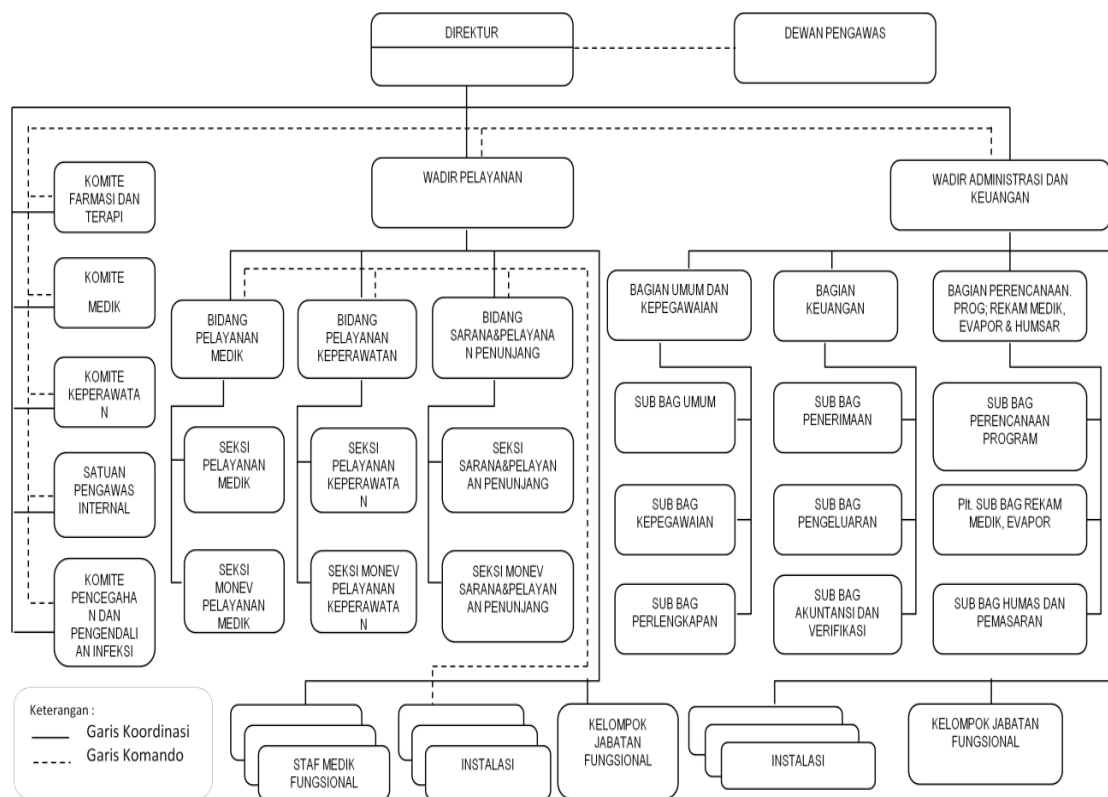 DIREKTUR
DEWAN PENGAWAS
WADIR PELAYANAN
WADIR ADMINISTRASI DAN
KEUANGAN
KOMITE
FARMASI DAN
TERAPI
KOMITE
MEDIK
KOMITE
KEPERAWATA
N
SATUAN
PENGAWAS
INTERNAL
KOMITE
PENCEGAHA
N DAN
PENGENDALI
AN INFEKSI
BIDANG
PELAYANAN
MEDIK
BIDANG
PELAYANAN
KEPERAWATAN
BIDANG
SARANA&PELAYANA
N PENUNJANG
SEKSI
PELAYANAN
MEDIK
SEKSI
PELAYANAN
KEPERAWATA
N
SEKSI
SARANA&PELAYAN
AN PENUNJANG
SEKSI
MONEV
PELAYANAN
MEDIK
SEKSI MONEV
PELAYANAN
KEPERAWATA
N
SEKSI MONEV
SARANA&PELAYAN
AN PENUNJANG
BAGIAN UMUM DAN
KEPEGAWAIAN
BAGIAN
KEUANGAN
BAGIAN PERENCANAAN.
PROG; REKAM MEDIK,
EVAPOR & HUMSAR
SUB BAG UMUM
SUB BAG
PENERIMAAN
SUB BAG
PERENCANAAN
PROGRAM
SUB BAG
KEPEGAWAIAN
SUB BAG
PENGELUARAN
Plt. SUB BAG REKAM
MEDIK, EVAPOR
SUB BAG
PERLENGKAPAN
SUB BAG
AKUNTANSI DAN
VERIFIKASI
SUB BAG HUMAS DAN
PEMASARAN
STAF MEDIK
FUNGSIONAL
INSTALASI
KELOMPOK
JABATAN
FUNGSIONAL
INSTALASI
KELOMPOK JABATAN
FUNGSIONAL
Keterangan :
Garis Koordinasi
Garis Komando